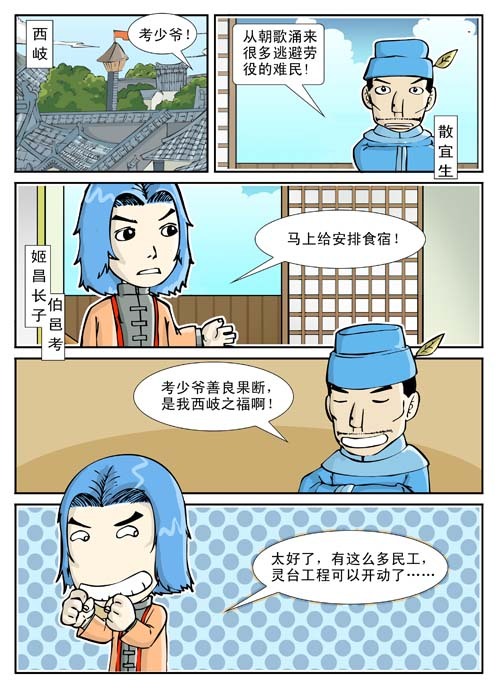 西岐
考少爷！
从朝歌涌来
很多逃避劳
役的难民！
散宜生
马上给安排食宿！
姬昌长子
伯邑考
考少爷善良果断，
是我西岐之福啊！
太好了，有这么多民工，
灵台工程可以开动了……